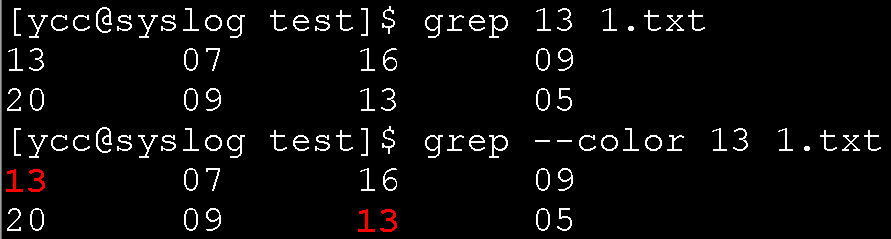 [ycc@syslog test]$ grep 13 1.txt
13 07 16 09
20 09 13 05
[ycc@syslog test]$ grep --color 13 1.txt
13 07 16 09
20 09 13 05